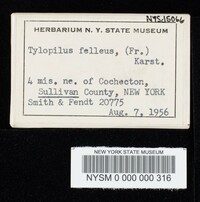 NYS15066
HERBARIUM N. Y. STATE MUSEUM
Tylopilus felleus, (Fr.)
Karst.
4 mis. ne. of Cochecton,
Sullivan County, NEW YORK
Smith & Fendt 20775
Aug. 7, 1956
NEW YORK STATE MUSEUM
NYSM 0 000 000 316